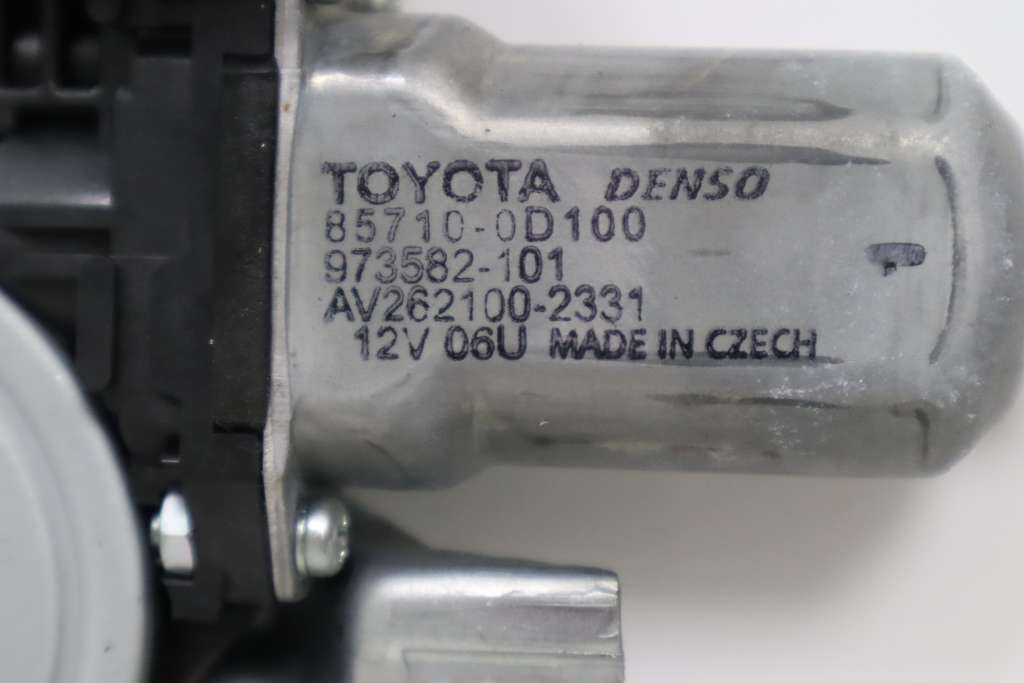 TOYOTA DENSO
85710-0D100
973582-101
AV262100-2331
12V 06U MADE IN CZECH